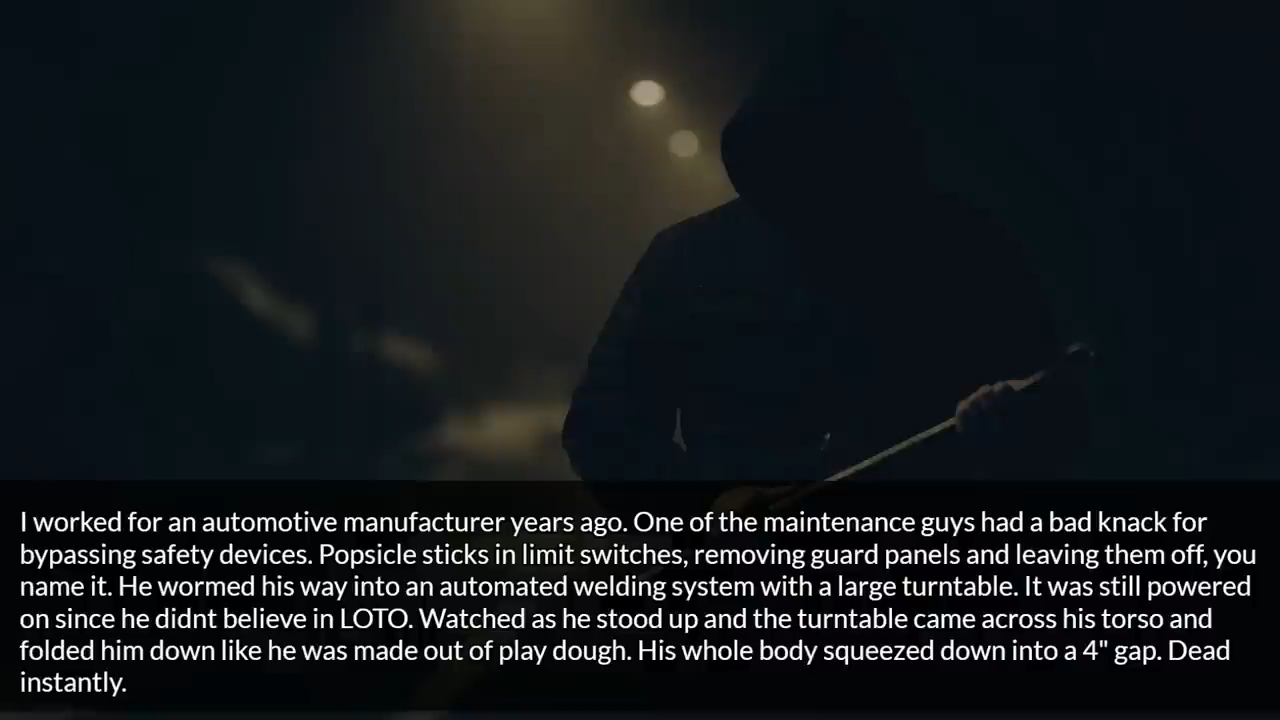 I worked for an automotive manufacturer years ago. One of the maintenance guys had a bad knack for
bypassing safety devices. Popsicle sticks in limit switches, removing guard panels and leaving them off, you
name it. He wormed his way into an automated welding system with a large turntable. It was still powered
on since he didnt believe in LOTO. Watched as he stood up and the turntable came across his torso and
folded him down like he was made out of play dough. His whole body squeezed down into a 4" gap. Dead
instantly.